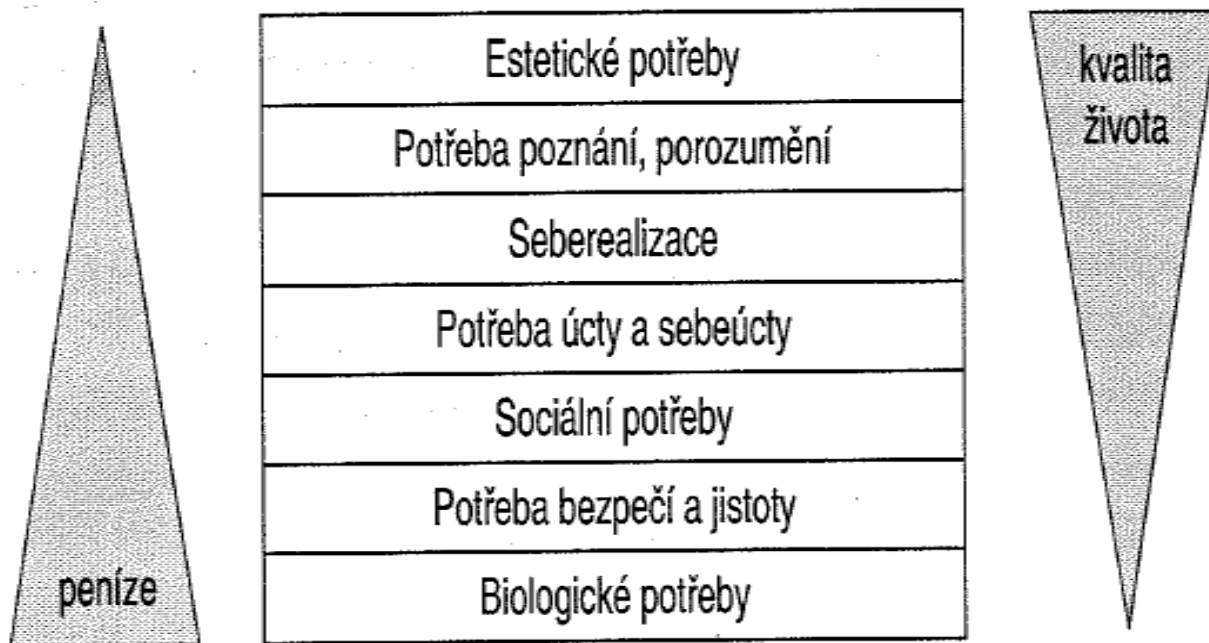 Estetické potřeby
kvalita
života
Potřeba poznání, porozumění
Seberealizace
Potřeba úcty a sebeúcty
Sociální potřeby
Potřeba bezpečí a jistoty
peníze
Biologické potřeby